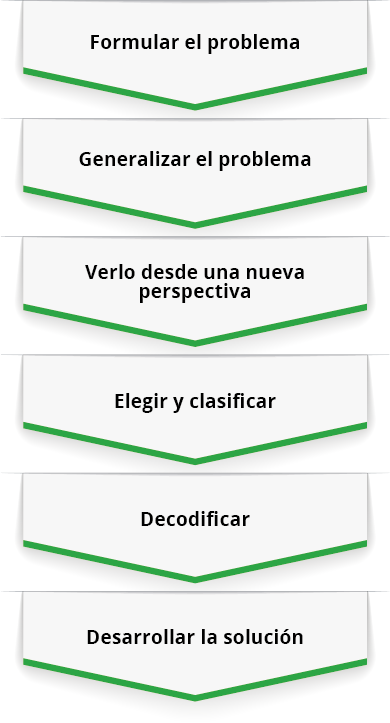 Formular el problema
Generalizar el problema
Verlo desde una nueva
perspectiva
Elegir y clasificar
Decodificar
Desarrollar la solución